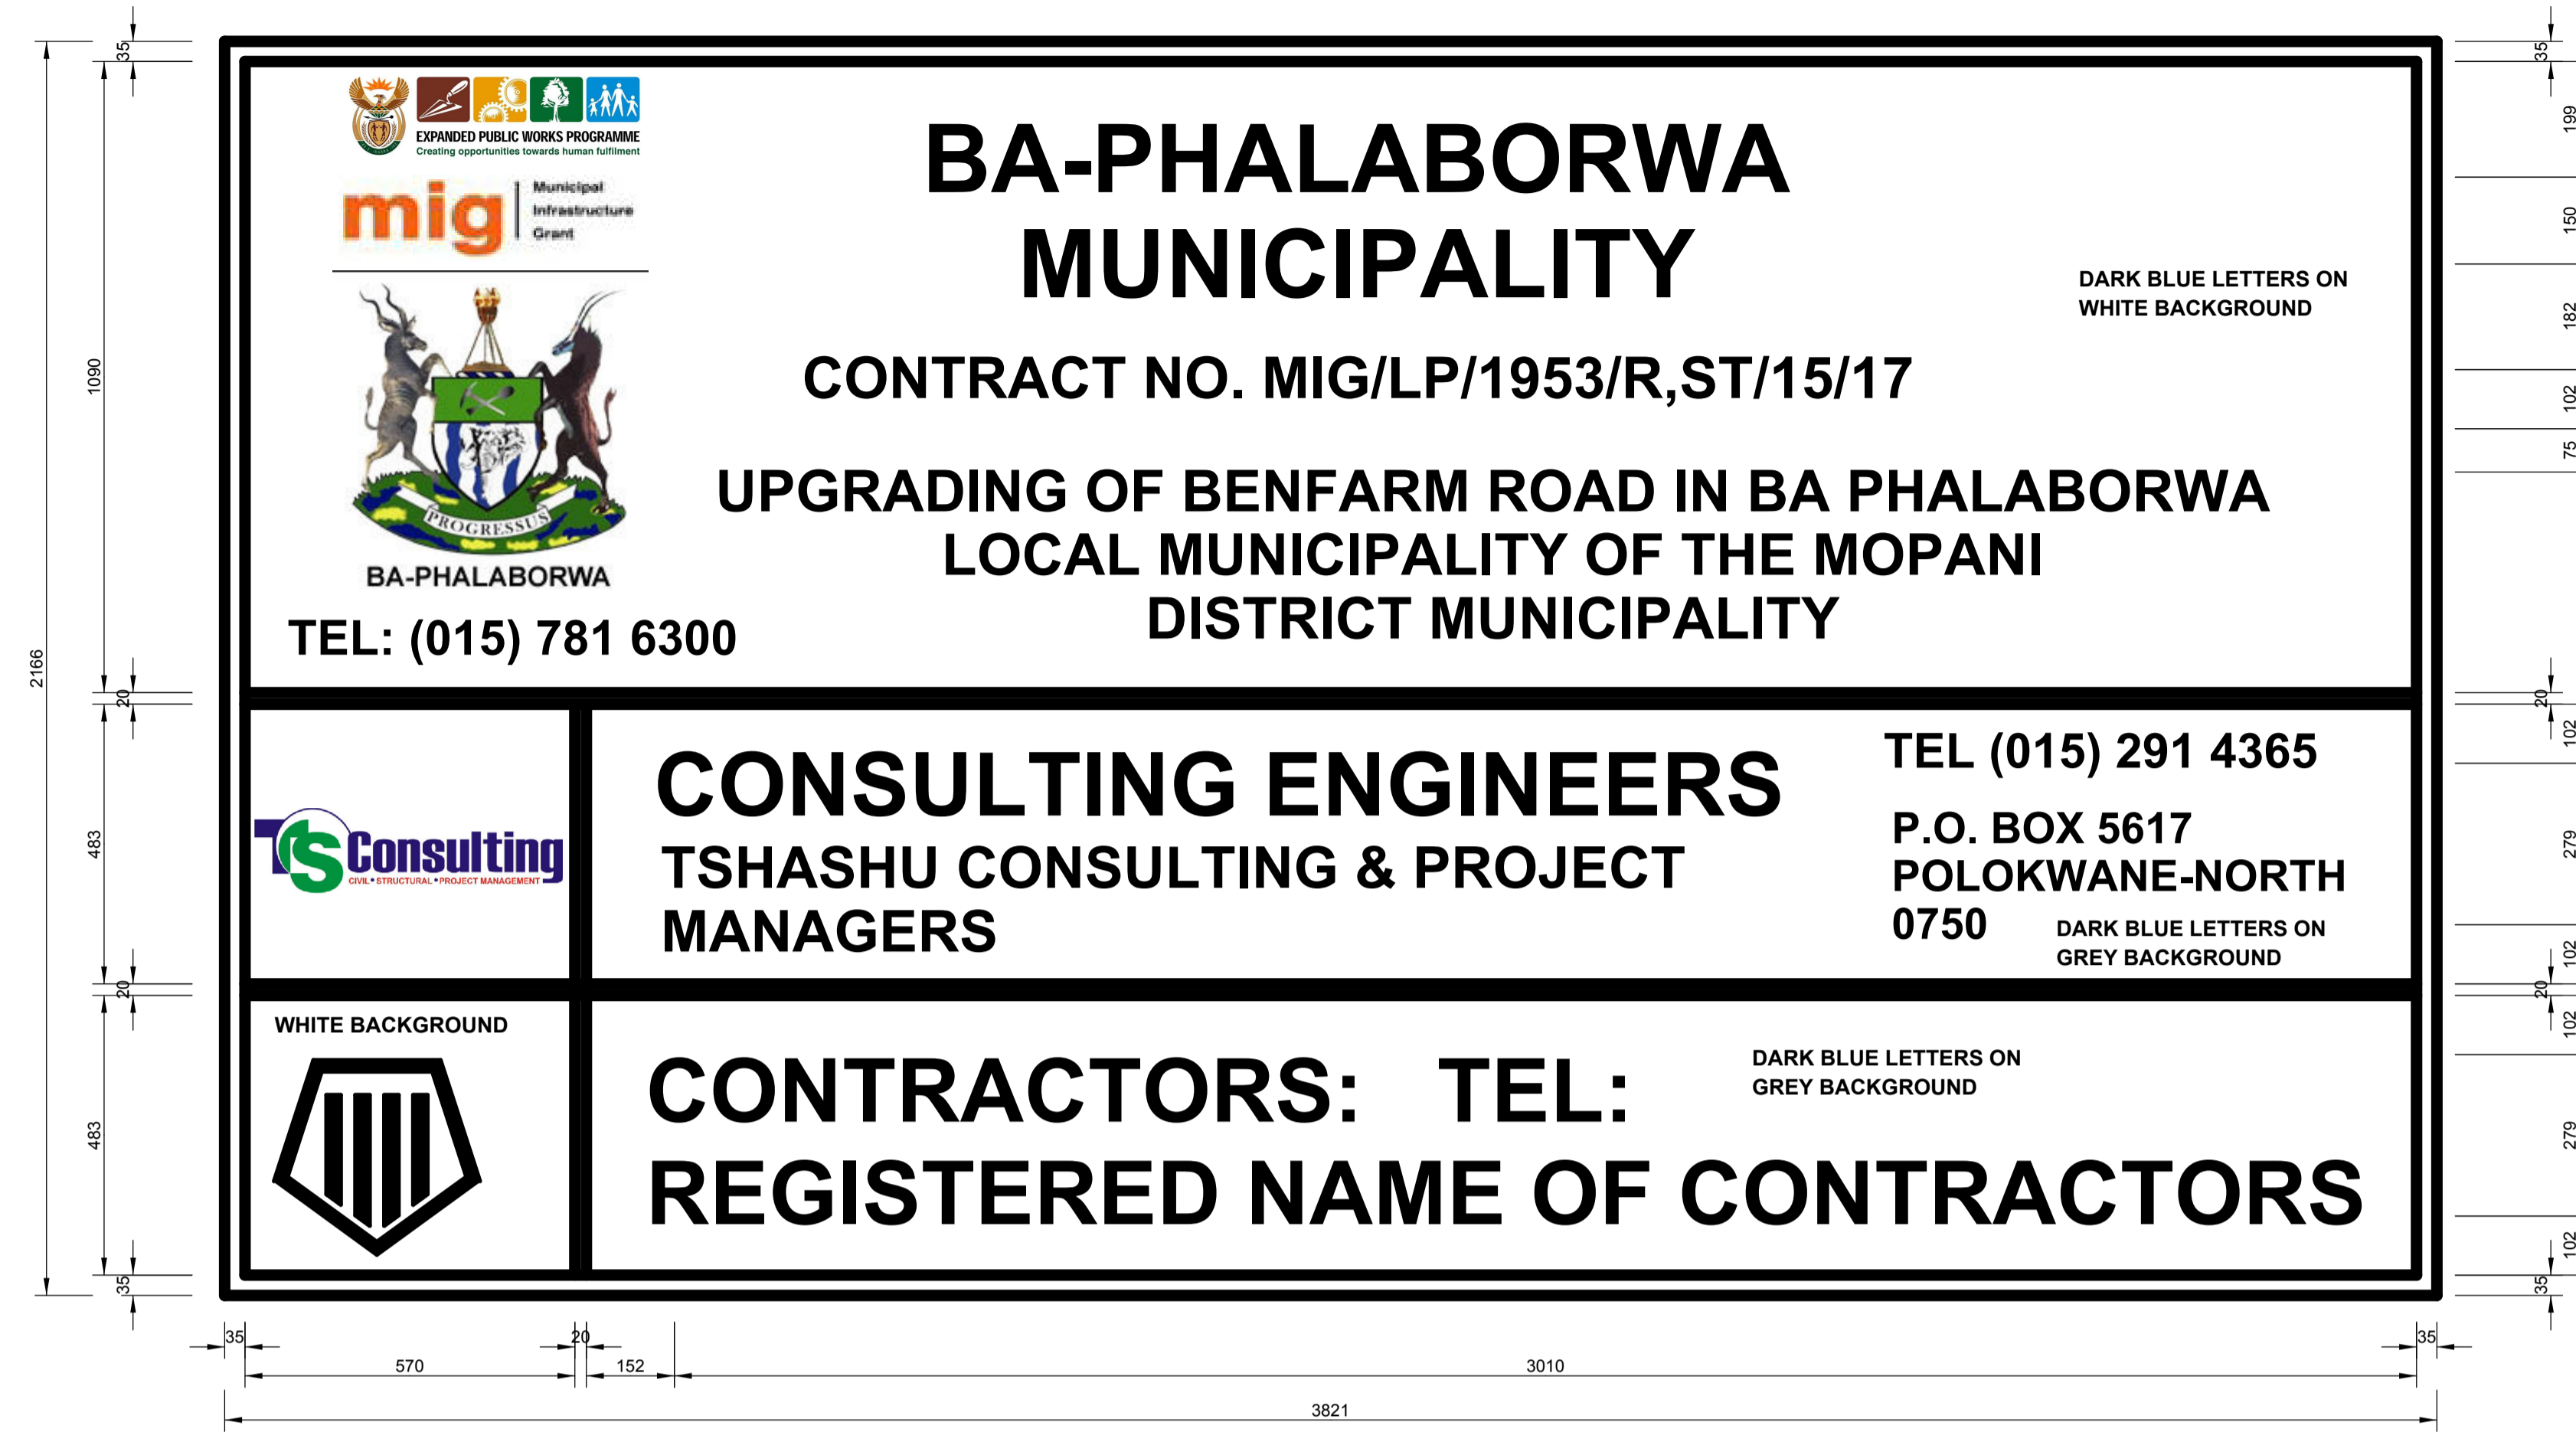 EXPANDED PUBLIC WORKS PROGRAMME
Creating opportunities towards human fulfilment
mig
Municipal
Infrastructure
Grant
PROGRESSUS
BA-PHALABORWA
TEL: (015) 781 6300
BA-PHALABORWA
MUNICIPALITY
DARK BLUE LETTERS ON
WHITE BACKGROUND
CONTRACT NO. MIG/LP/1953/R,ST/15/17
UPGRADING OF BENFARM ROAD IN BA PHALABORWA
LOCAL MUNICIPALITY OF THE MOPANI
DISTRICT MUNICIPALITY
TS Consulting
CIVIL • STRUCTURAL • PROJECT MANAGEMENT
CONSULTING ENGINEERS
TSHASHU CONSULTING & PROJECT
MANAGERS
TEL (015) 291 4365
P.O. BOX 5617
POLOKWANE-NORTH
0750
DARK BLUE LETTERS ON
GREY BACKGROUND
WHITE BACKGROUND
CONTRACTORS: TEL:
DARK BLUE LETTERS ON
GREY BACKGROUND
REGISTERED NAME OF CONTRACTORS
2166
35
1090
20
483
20
483
35
35
199
150
182
102
75
20
102
279
102
20
102
279
102
35
35
20
35
570
152
3010
3821